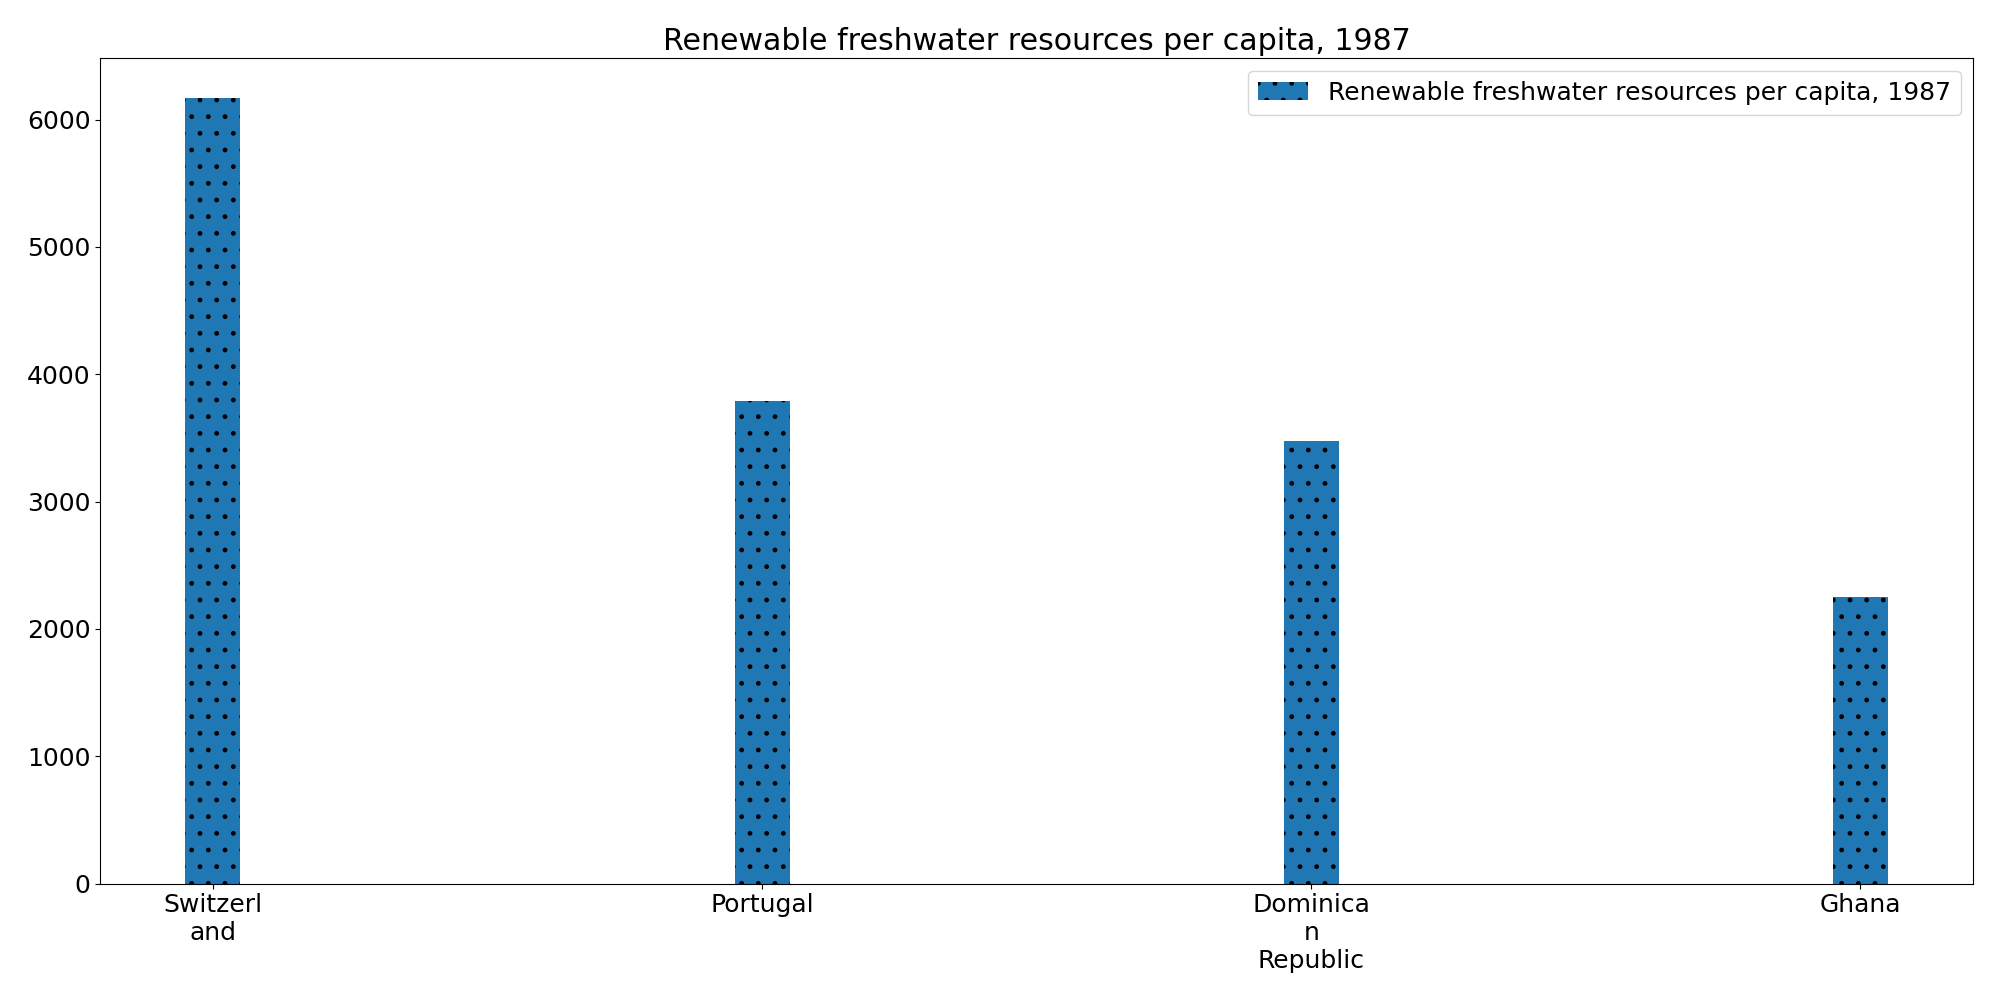 Renewable freshwater resources per capita, 1987
Renewable freshwater resources per capita, 1987
6000
5000
4000
3000
2000
1000
0
Switzerl
and
Portugal
Dominica
n
Republic
Ghana